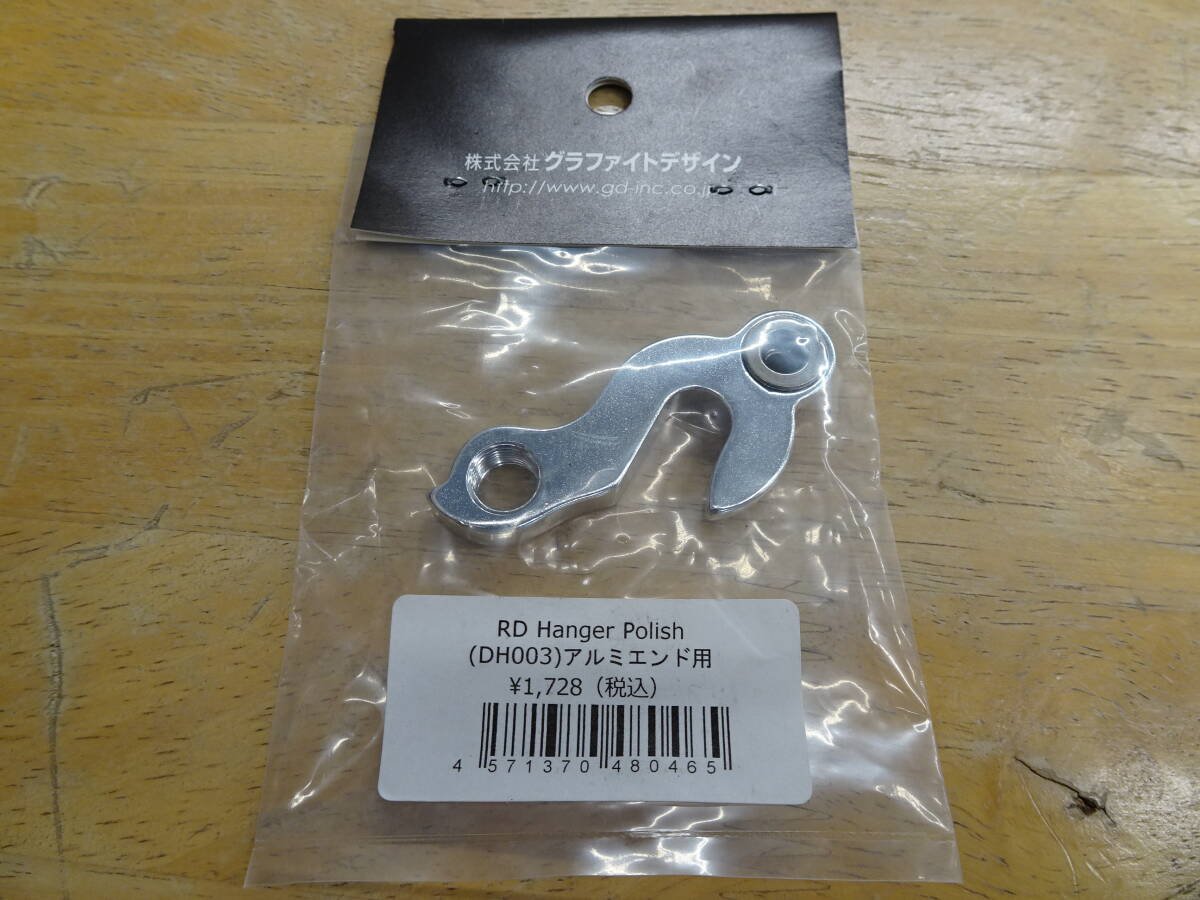 株式会社 グラファイトデザイン
http://www.gd-inc.co.jp
RD Hanger Polish
(DH003)アルミエンド用
¥1,728（税込）
4 571370 480465